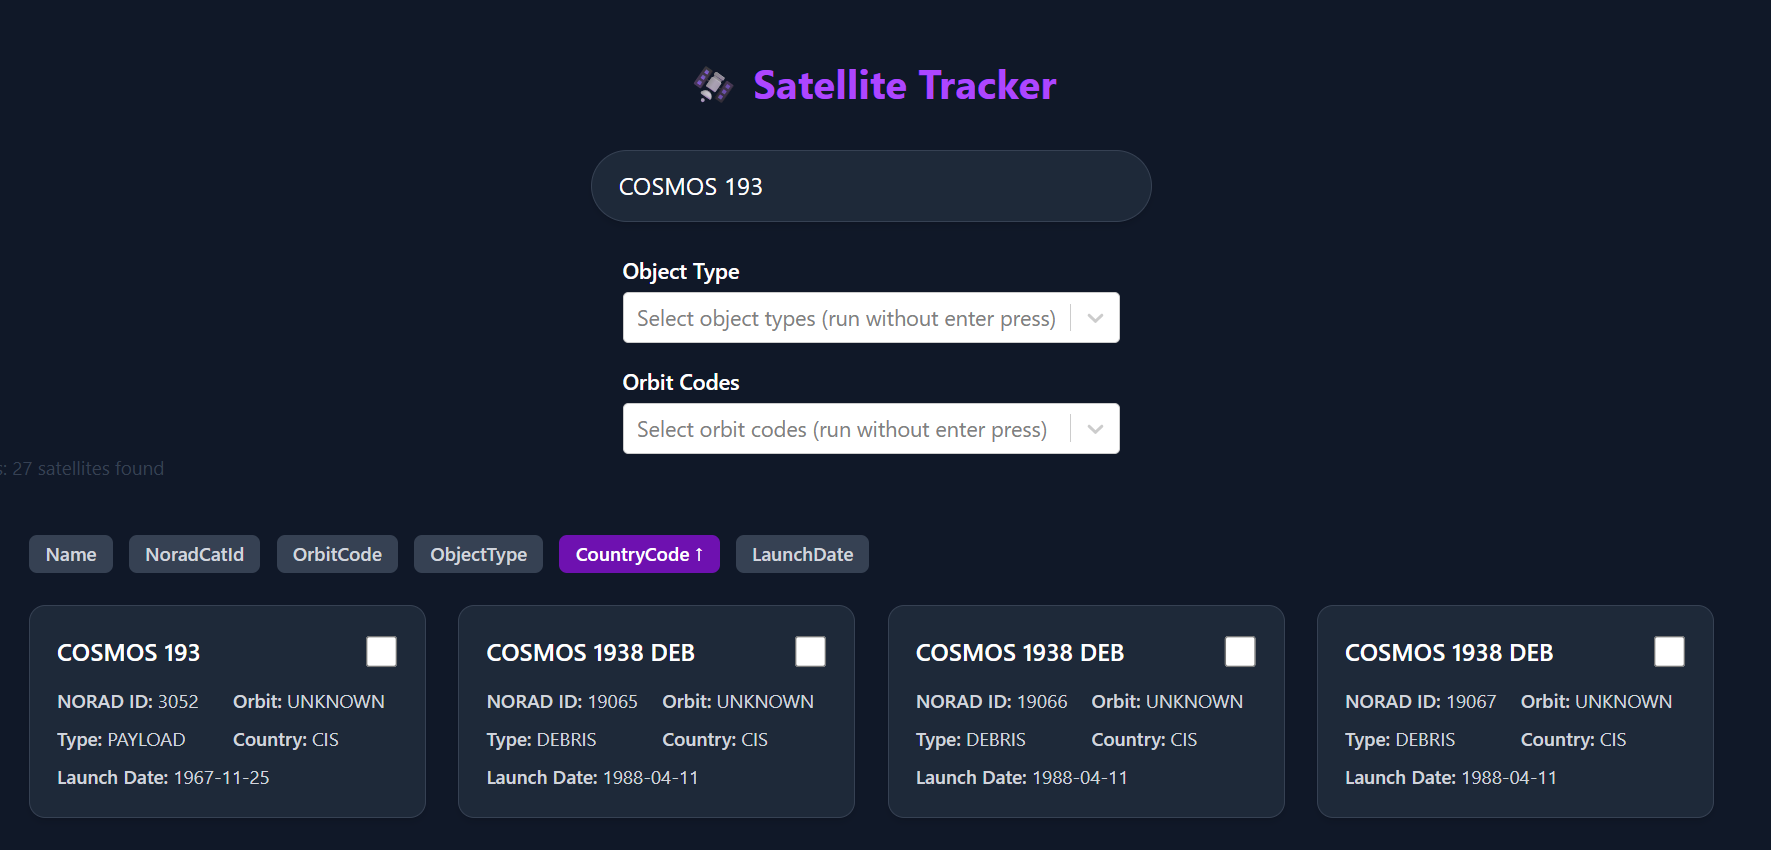 Satellite Tracker
COSMOS 193
Object Type
Select object types (run without enter press)
Orbit Codes
Select orbit codes (run without enter press)
s: 27 satellites found
Name NoradCatId OrbitCode ObjectType CountryCode ↑ LaunchDate
COSMOS 193
NORAD ID: 3052 Orbit: UNKNOWN
Type: PAYLOAD Country: CIS
Launch Date: 1967-11-25
COSMOS 1938 DEB
NORAD ID: 19065 Orbit: UNKNOWN
Type: DEBRIS Country: CIS
Launch Date: 1988-04-11
COSMOS 1938 DEB
NORAD ID: 19066 Orbit: UNKNOWN
Type: DEBRIS Country: CIS
Launch Date: 1988-04-11
COSMOS 1938 DEB
NORAD ID: 19067 Orbit: UNKNOWN
Type: DEBRIS Country: CIS
Launch Date: 1988-04-11